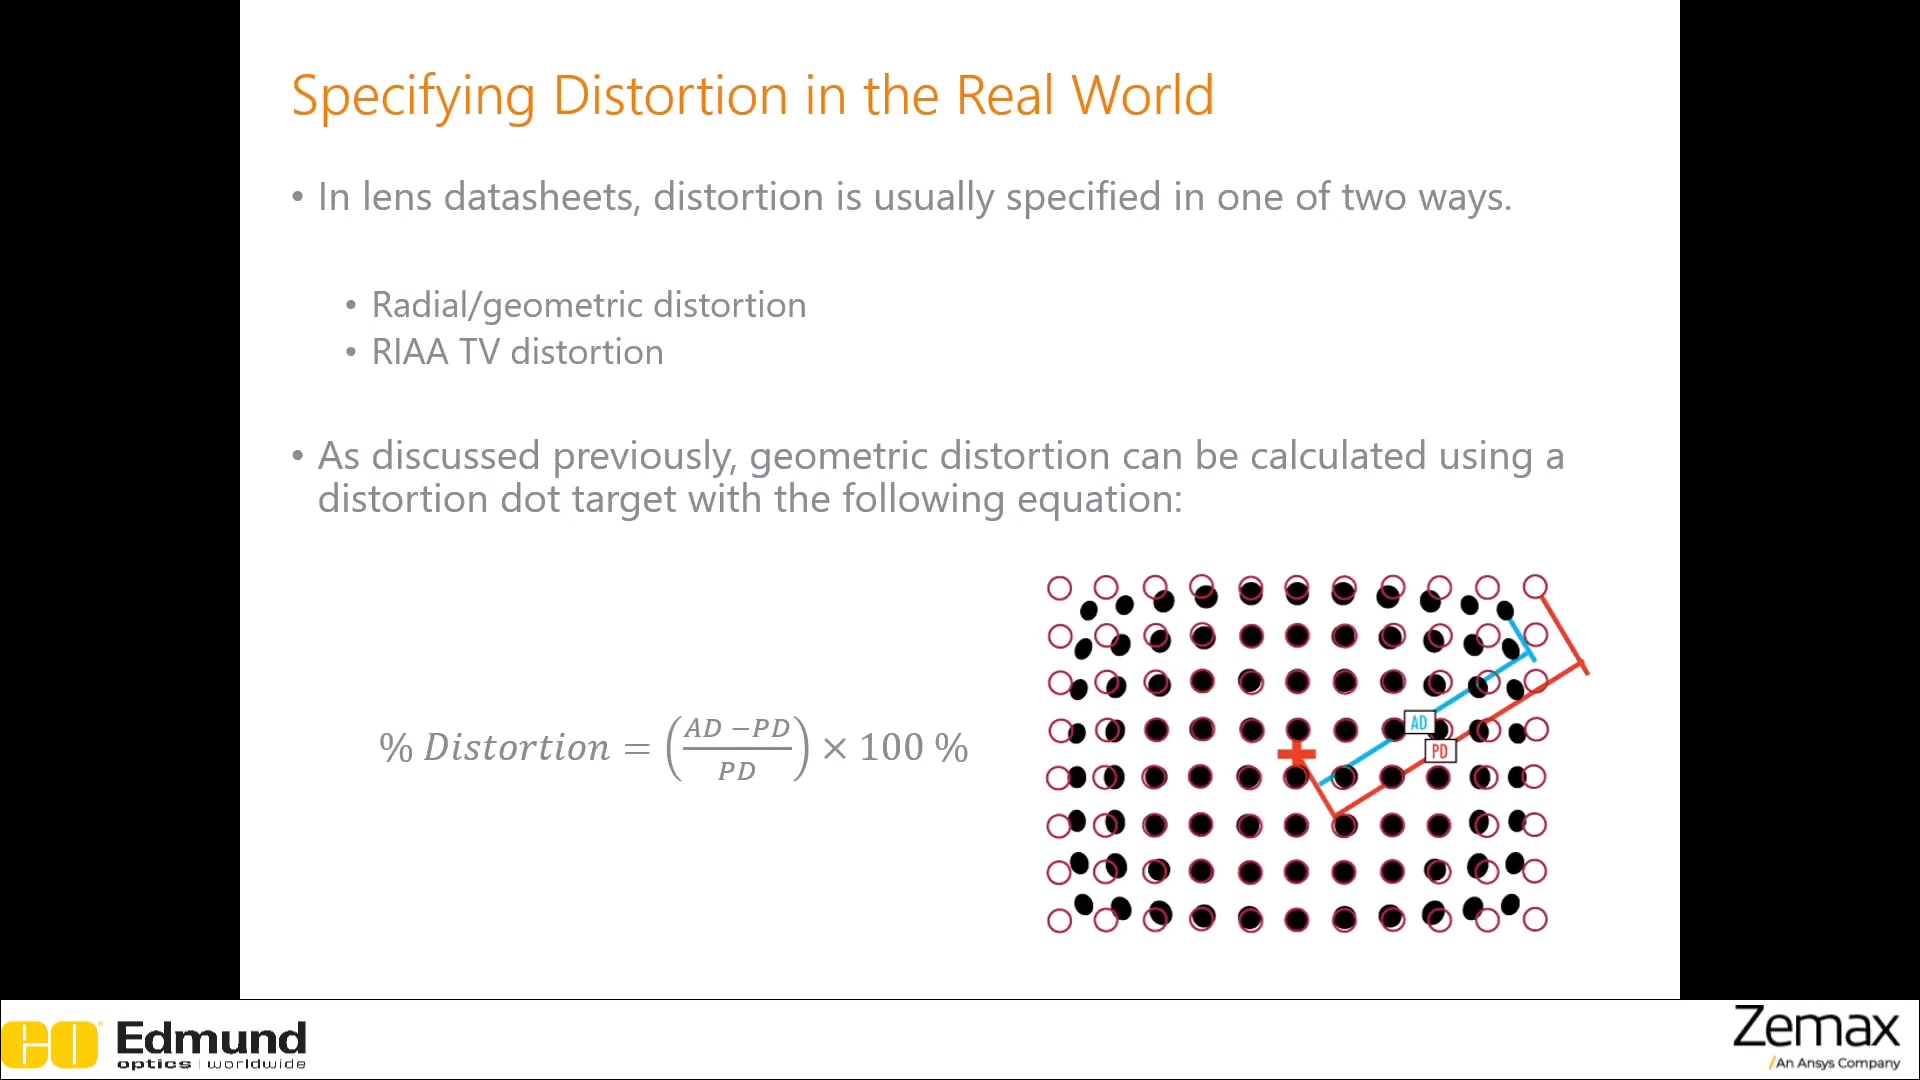 Specifying Distortion in the Real World
• In lens datasheets, distortion is usually specified in one of two ways.
• Radial/geometric distortion
• RIAA TV distortion
• As discussed previously, geometric distortion can be calculated using a
distortion dot target with the following equation:
% Distortion = (AD −PD / PD) × 100 %
AD
PD
EO Edmund
optics | worldwide
Zemax
/An Ansys Company